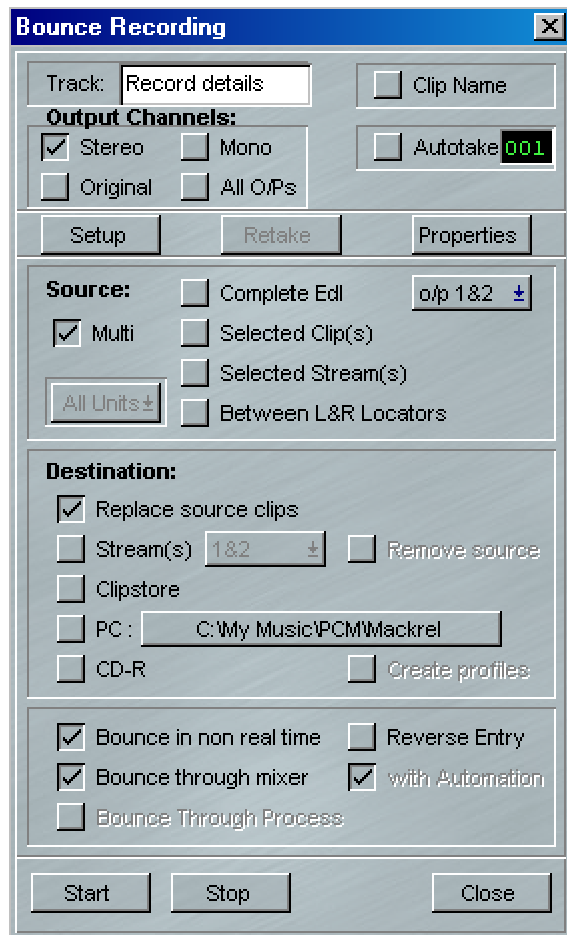 Bounce Recording
Track: Record details
Clip Name
Output Channels:
Stereo Mono
Autotake 001
Original All O/Ps
Setup Retake Properties
Source: Complete Edl o/p 1&2
Multi Selected Clip(s)
Selected Stream(s)
All Units
Between L&R Locators
Destination:
Replace source clips
Stream(s) 1&2 Remove source
Clipstore
PC : C:\My Music\PCM\Mackrel
CD-R Create profiles
Bounce in non real time Reverse Entry
Bounce through mixer with Automation
Bounce Through Process
Start Stop Close